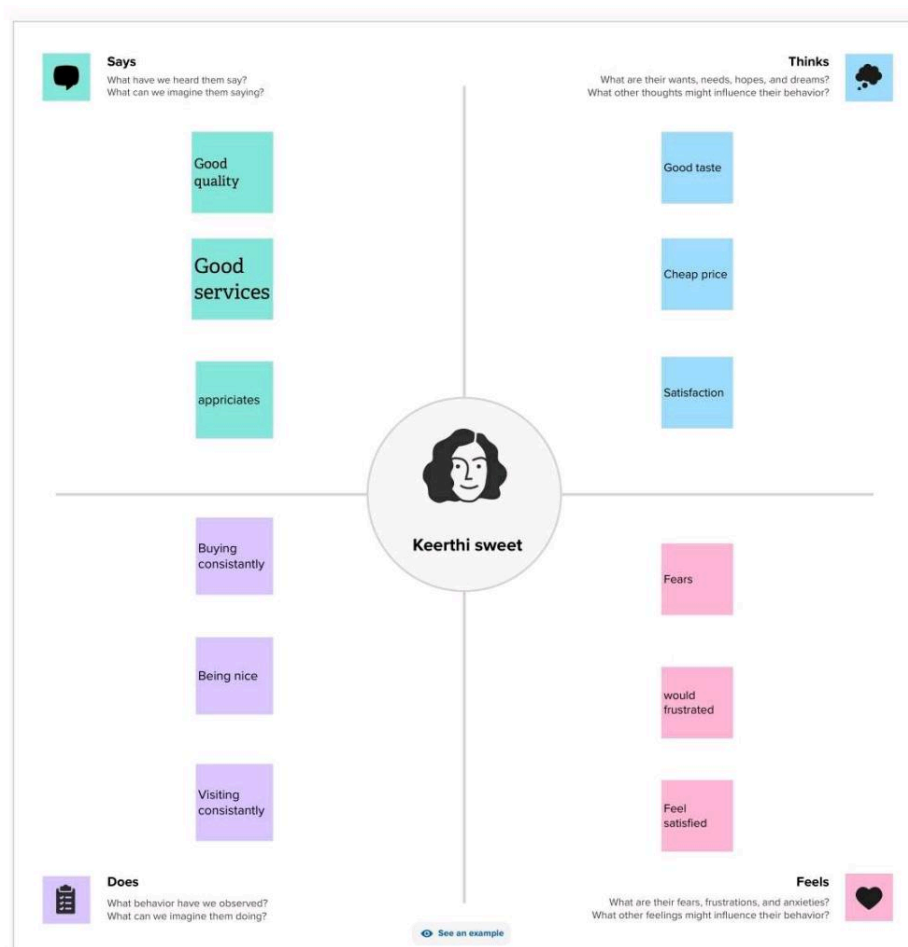 Says
What have we heard them say?
What can we imagine them saying?
Good
quality
Good
services
appriciates
Thinks
What are their wants, needs, hopes, and dreams?
What other thoughts might influence their behavior?
Good taste
Cheap price
Satisfaction
Keerthi sweet
Buying
consistantly
Being nice
Visiting
consistantly
Does
What behavior have we observed?
What can we imagine them doing?
Fears
would
frustrated
Feel
satisfied
Feels
What are their fears, frustrations, and anxieties?
What other feelings might influence their behavior?
See an example